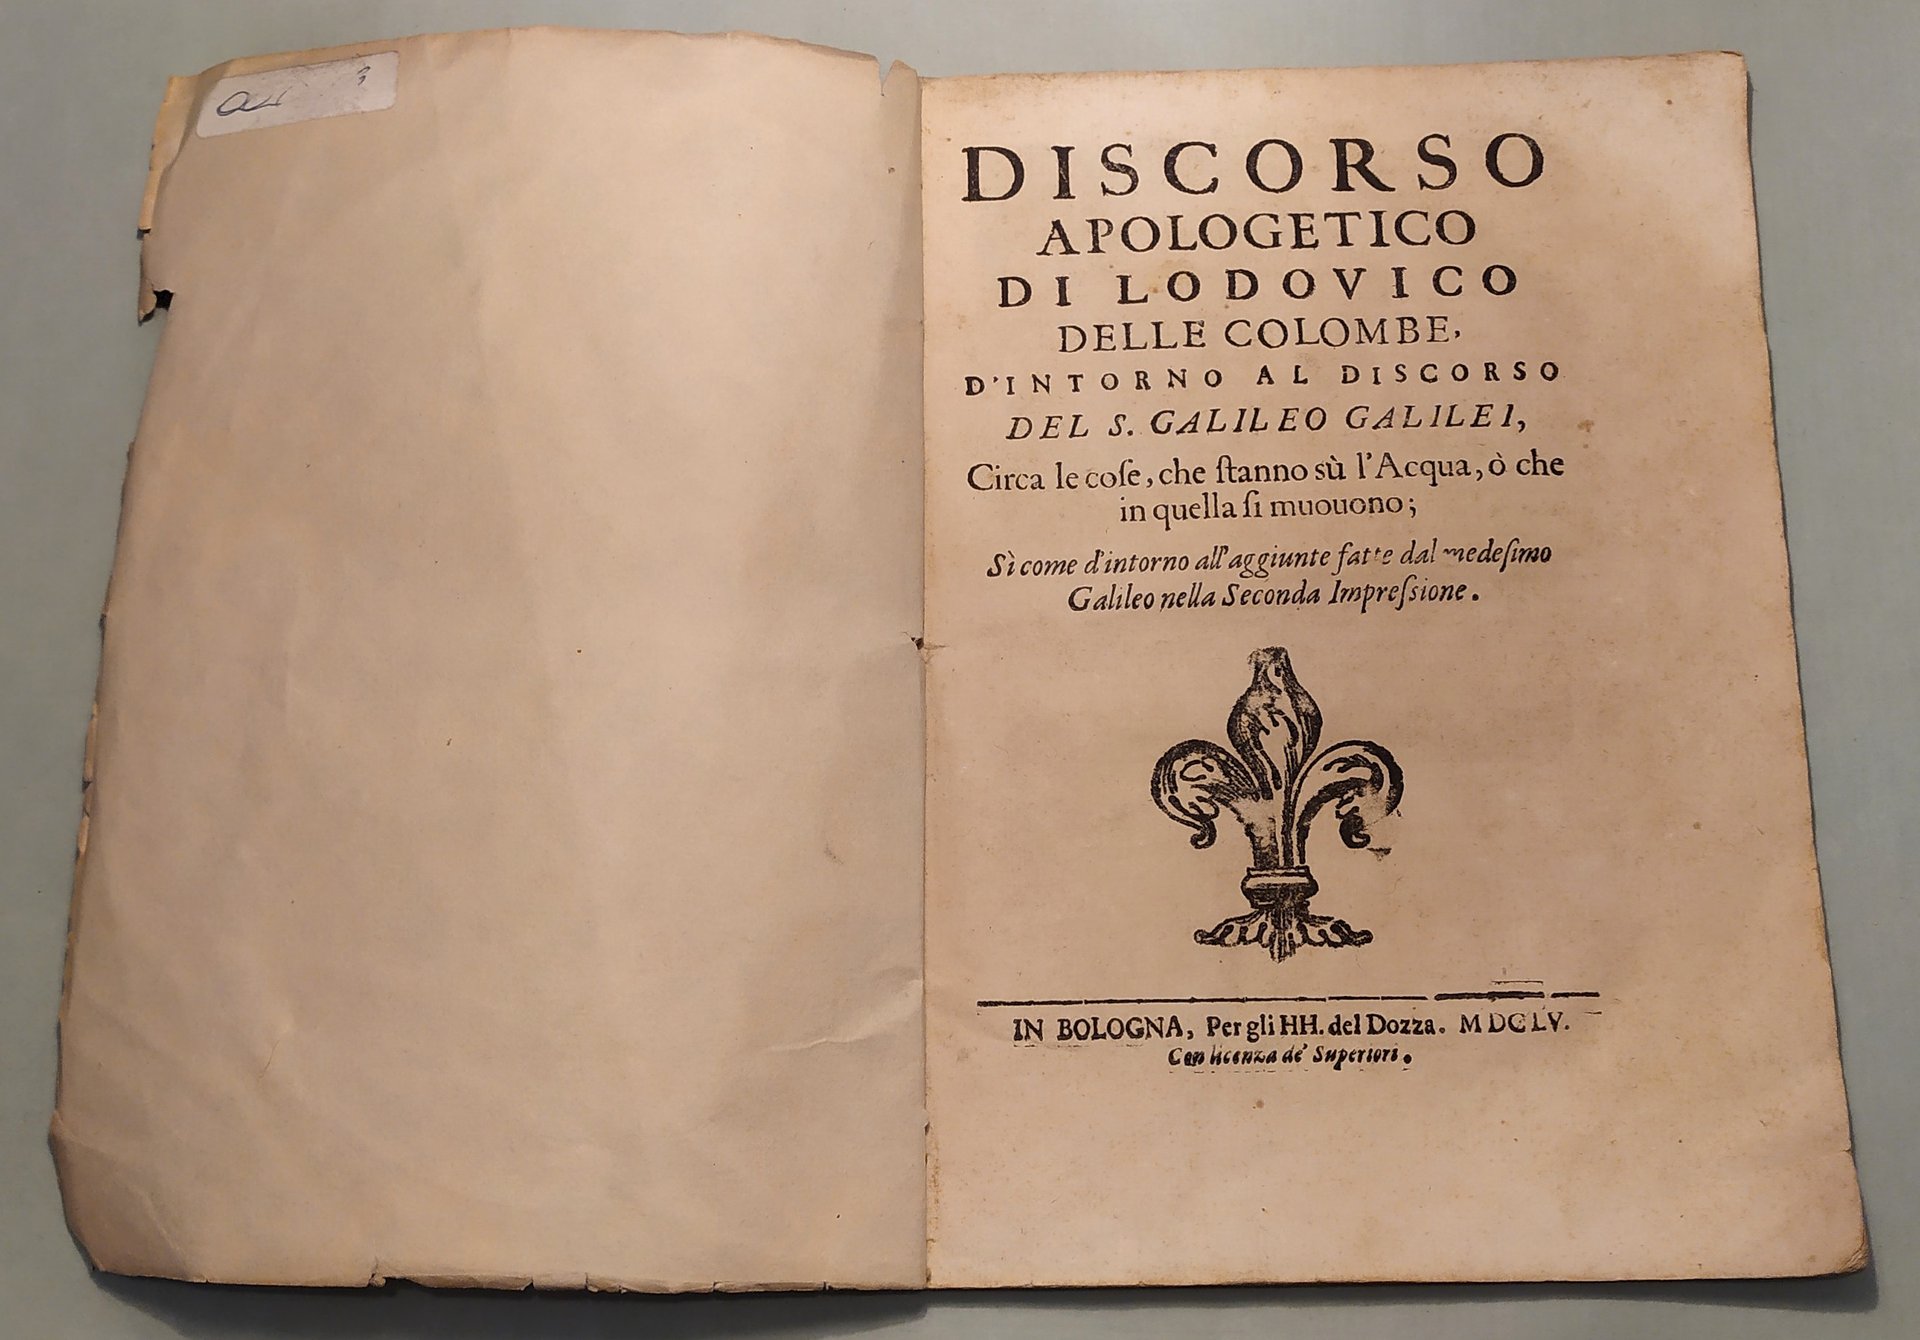 DISCORSO
APOLOGETICO
DI LODOVICO
DELLE COLOMBE,
D'INTORNO AL DISCORSO
DEL S. GALILEO GALILEI,
Circa le coſe, che ſtanno sù l'Acqua, ò che
in quella ſi muouono;
Sì come d'intorno all'aggiunte fatte dal medeſimo
Galileo nella Seconda Impreſsione.
IN BOLOGNA, Per gli HH. del Dozza. MDCLV.
Con licenza de' Superiori.